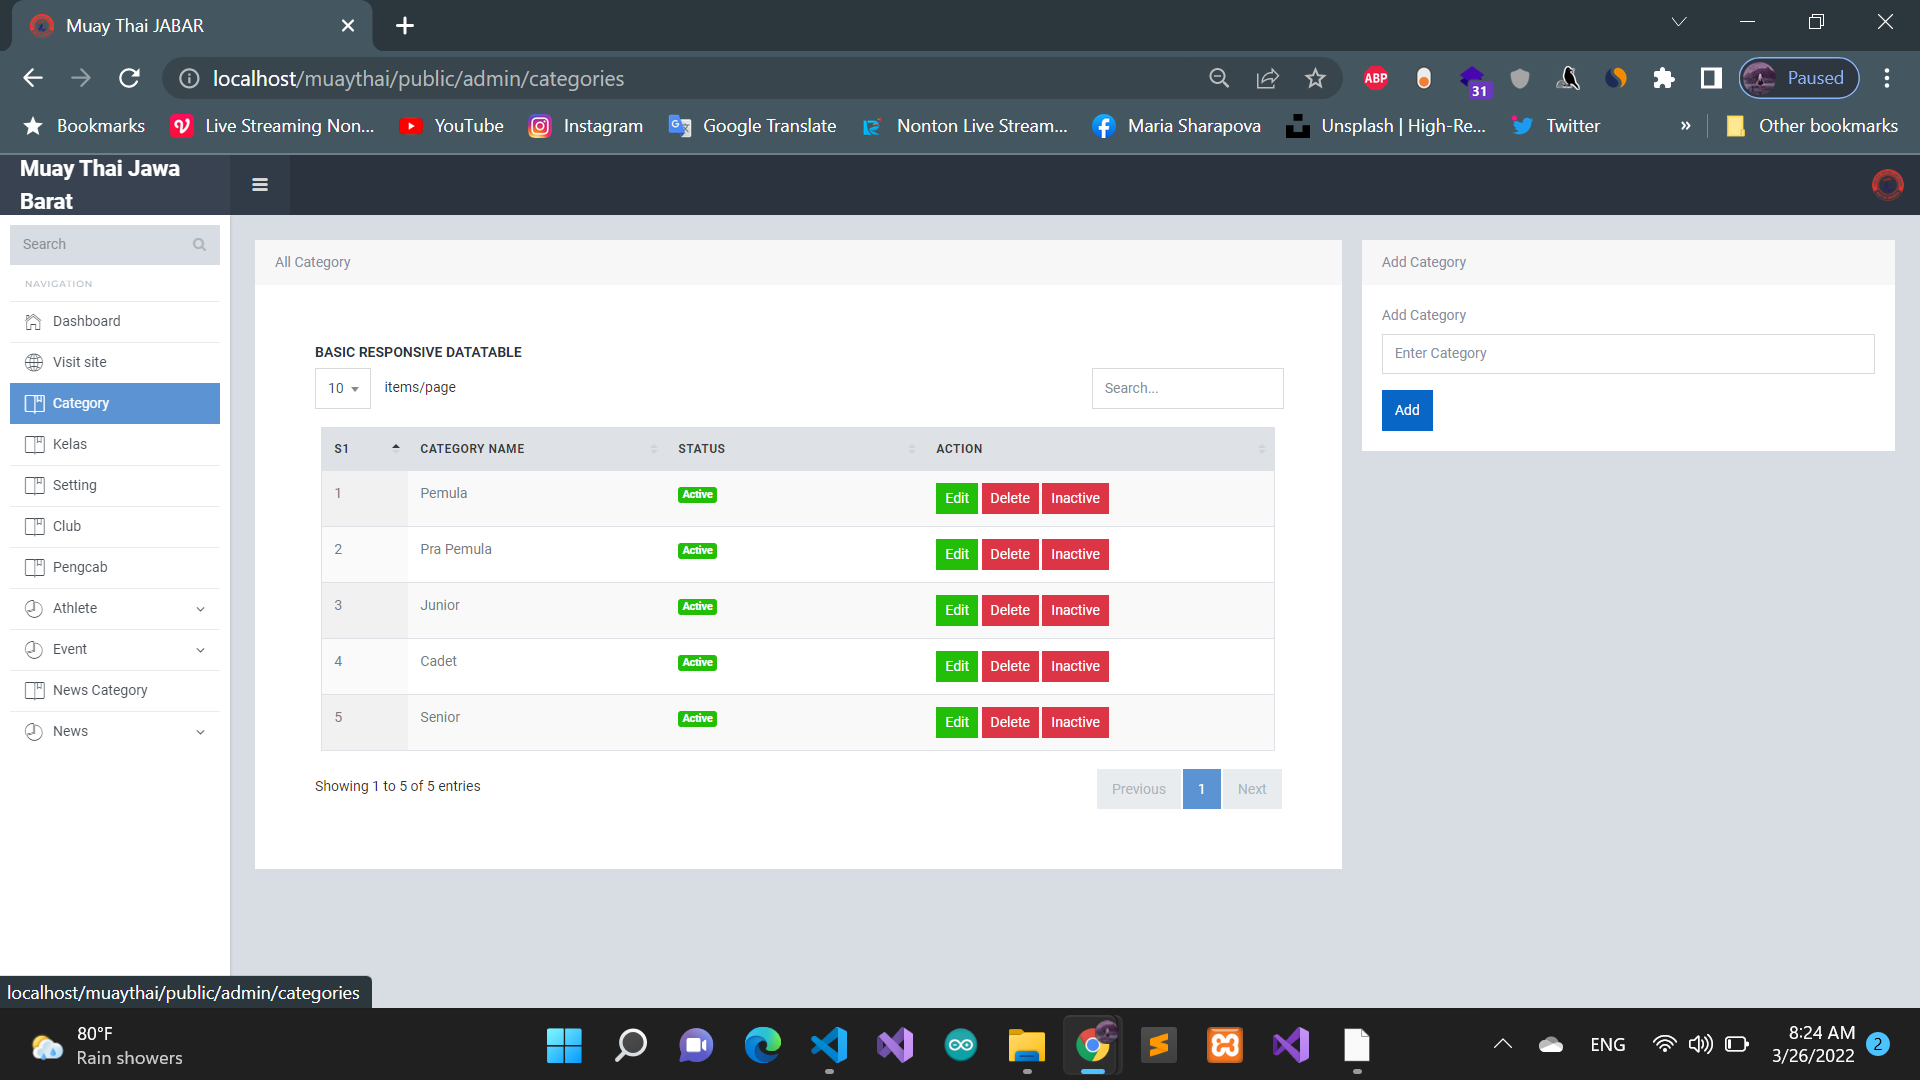 Muay Thai JABAR
localhost/muaythai/public/admin/categories
ABP
31
Paused
Bookmarks
Live Streaming Non...
YouTube
Instagram
Google Translate
Nonton Live Stream...
Maria Sharapova
Unsplash | High-Re...
Twitter
»
Other bookmarks
Muay Thai Jawa
Barat
Search
NAVIGATION
Dashboard
Visit site
Category
Kelas
Setting
Club
Pengcab
Athlete
Event
News Category
News
All Category
BASIC RESPONSIVE DATATABLE
10 items/page
Search...
S1 CATEGORY NAME STATUS ACTION
1 Pemula Active Edit Delete Inactive
2 Pra Pemula Active Edit Delete Inactive
3 Junior Active Edit Delete Inactive
4 Cadet Active Edit Delete Inactive
5 Senior Active Edit Delete Inactive
Showing 1 to 5 of 5 entries
Previous 1 Next
Add Category
Add Category
Enter Category
Add
localhost/muaythai/public/admin/categories
80°F
Rain showers
ENG
8:24 AM
3/26/2022
2